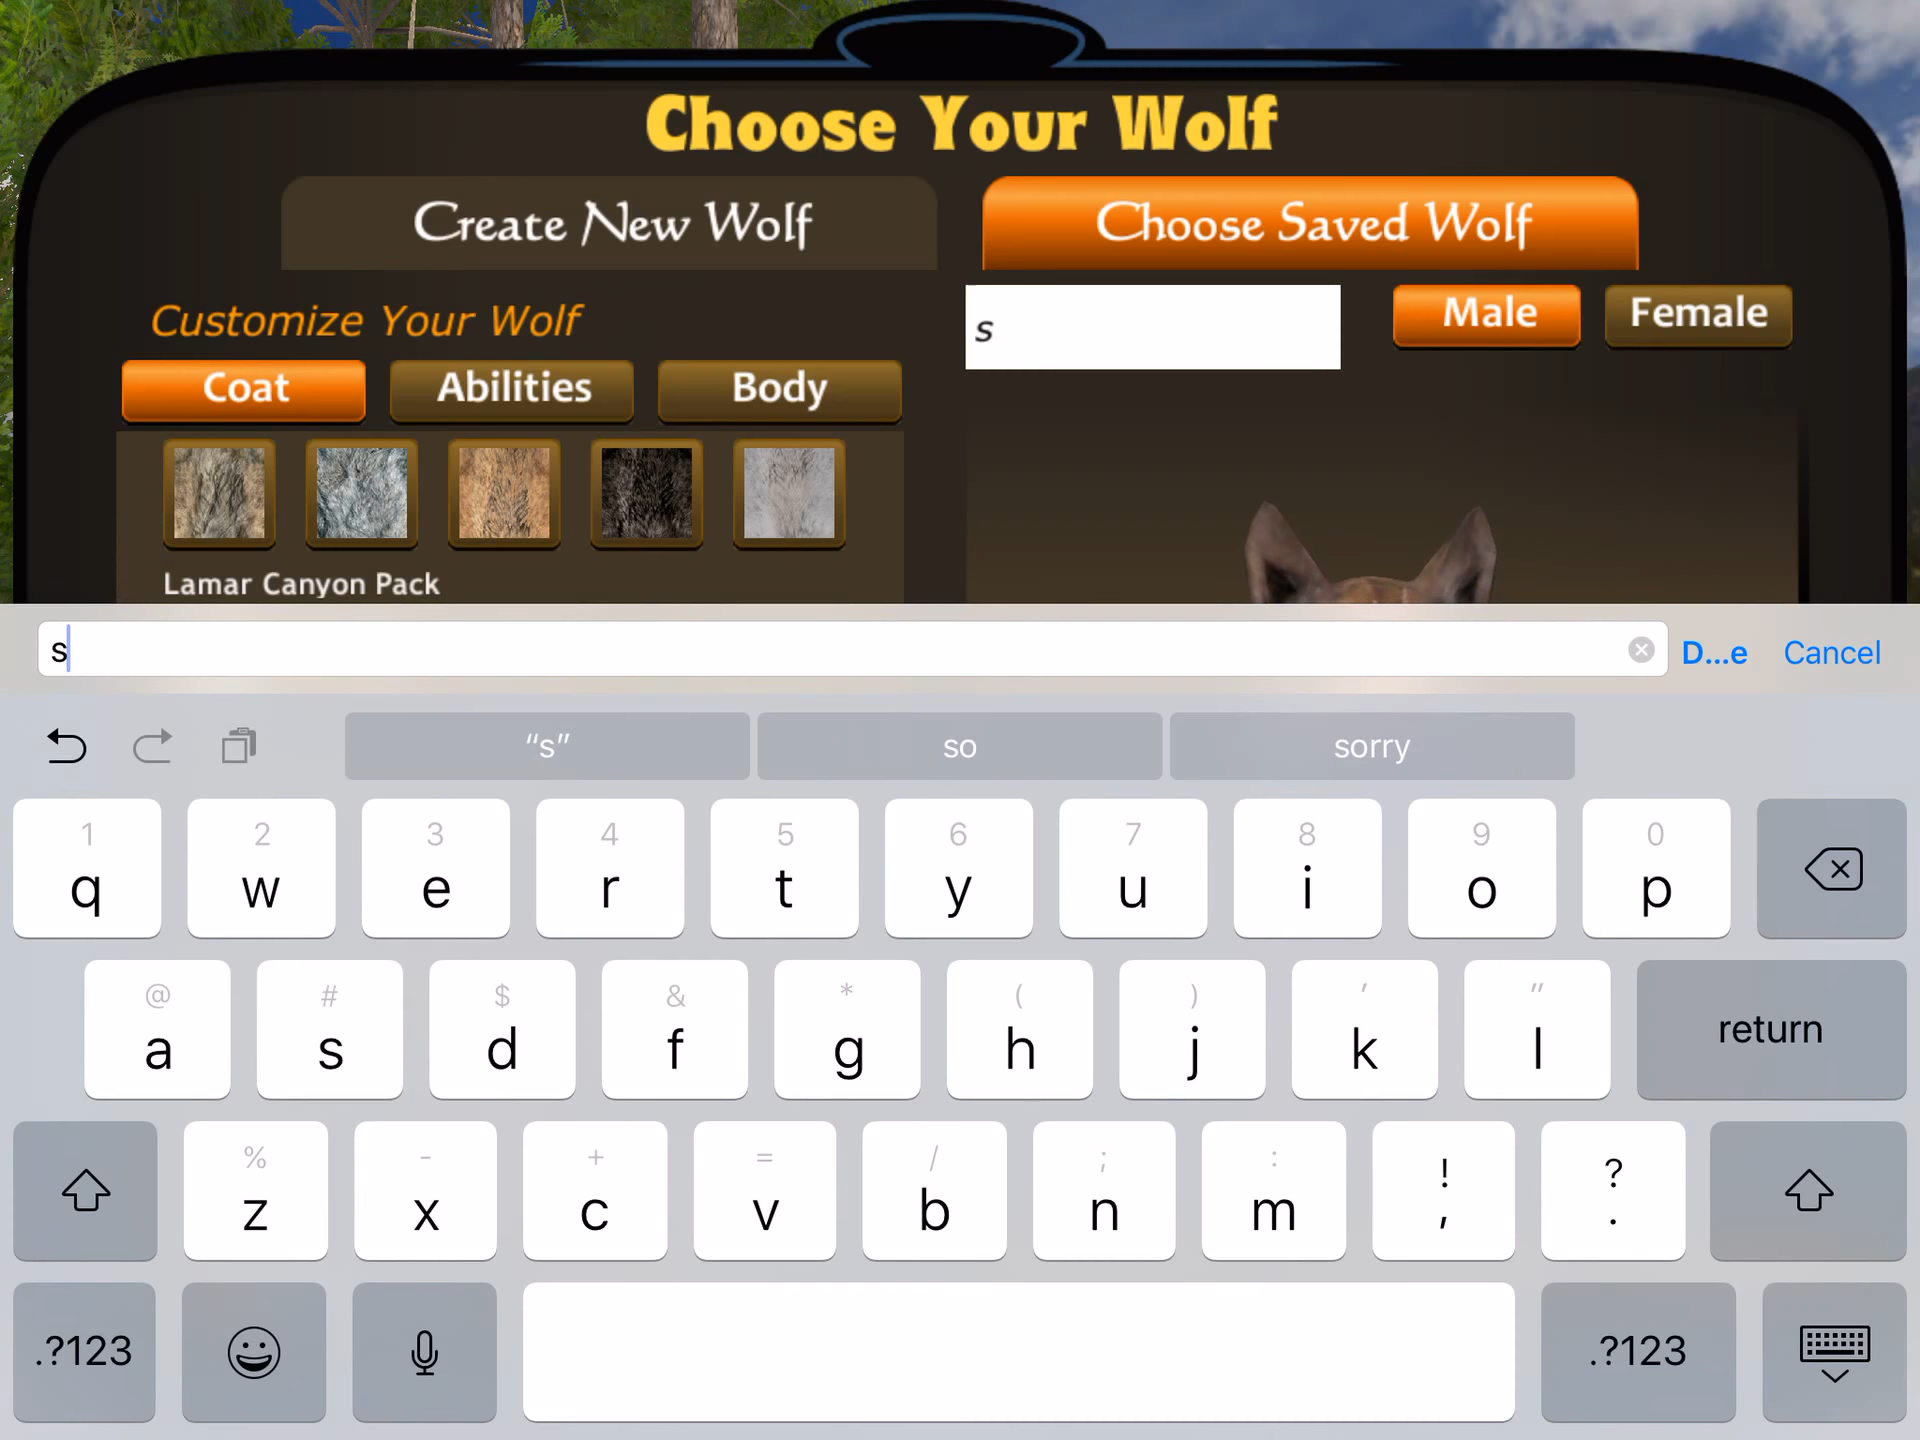 Choose Your Wolf
Create New Wolf
Choose Saved Wolf
Customize Your Wolf
s
Male
Female
Coat
Abilities
Body
Lamar Canyon Pack
s
D...e
Cancel
“s”
so
sorry
1 2 3 4 5 6 7 8 9 0
q w e r t y u i o p
@ # $ & * ( ) ' "
a s d f g h j k l
return
% - + = / ; : ! ?
z x c v b n m , .
.?123
.?123